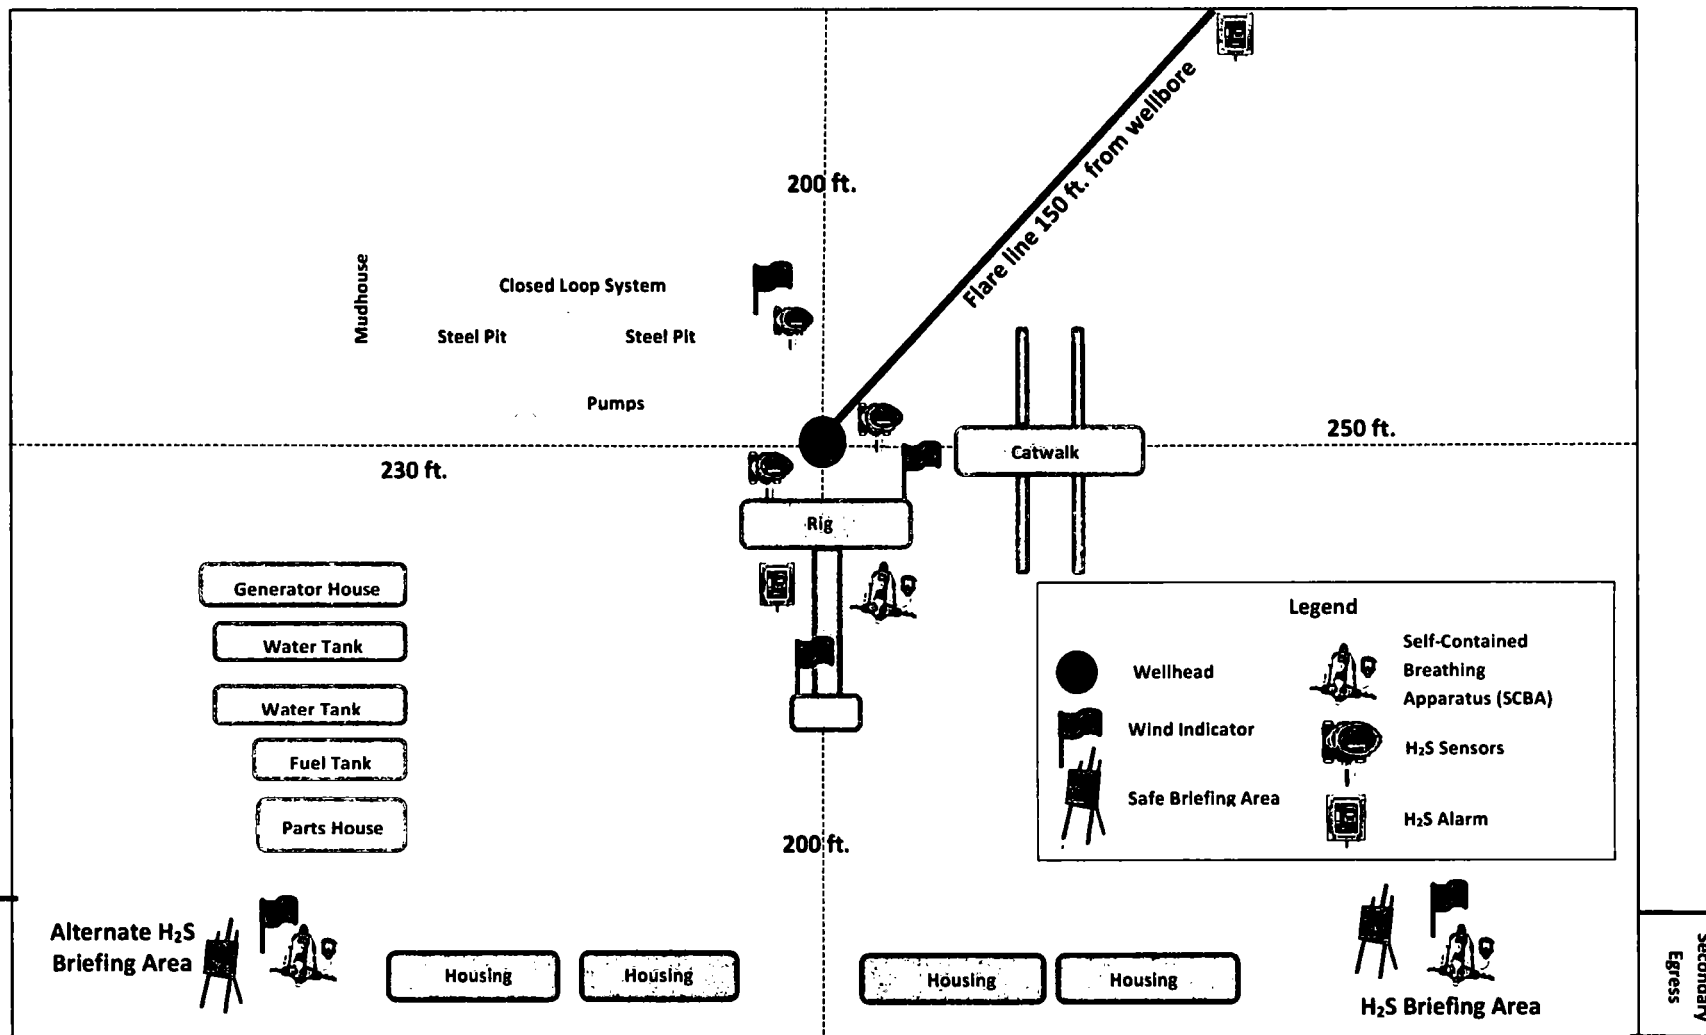 Flare line 150 ft. from wellbore
200 ft.
Mudhouse
Closed Loop System
Steel Pit
Steel Pit
Pumps
230 ft.
250 ft.
Catwalk
Rig
Generator House
Water Tank
Water Tank
Fuel Tank
Parts House
200 ft.
Legend
Wellhead
Wind Indicator
Safe Briefing Area
Self-Contained
Breathing
Apparatus (SCBA)
H₂S Sensors
H₂S Alarm
Alternate H₂S
Briefing Area
Housing
Housing
Housing
Housing
H₂S Briefing Area
Secondary
Egress